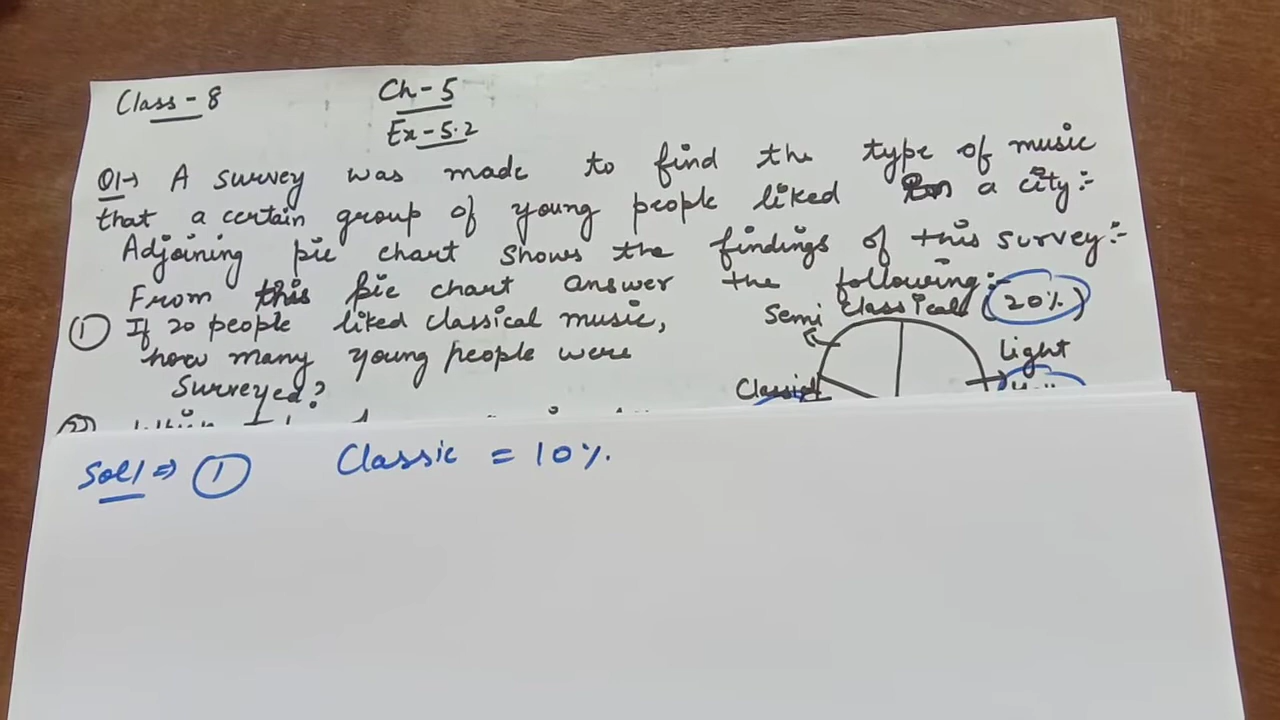 Class - 8
Ch - 5
Ex - 5.2
Q1→ A survey was made to find the type of music
that a certain group of young people liked in a city:-
Adjoining pie chart shows the findings of this survey:-
From this pie chart answer the following:-
① If 20 people liked classical music,
how many young people were
surveyed?
Semi Classical (20%)
Light
Classical
Sol1 ⇒ ① Classic = 10%.